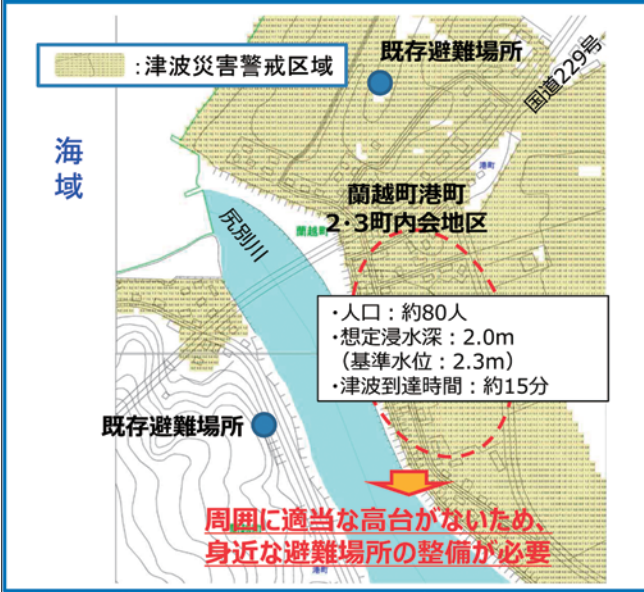 ：津波災害警戒区域
既存避難場所
国道229号
海域
港町
蘭越町港町
2・3町内会地区
尻別川
蘭越町
・人口：約80人
・想定浸水深：2.0m
（基準水位：2.3m）
・津波到達時間：約15分
既存避難場所
周囲に適当な高台がないため、
身近な避難場所の整備が必要
港町